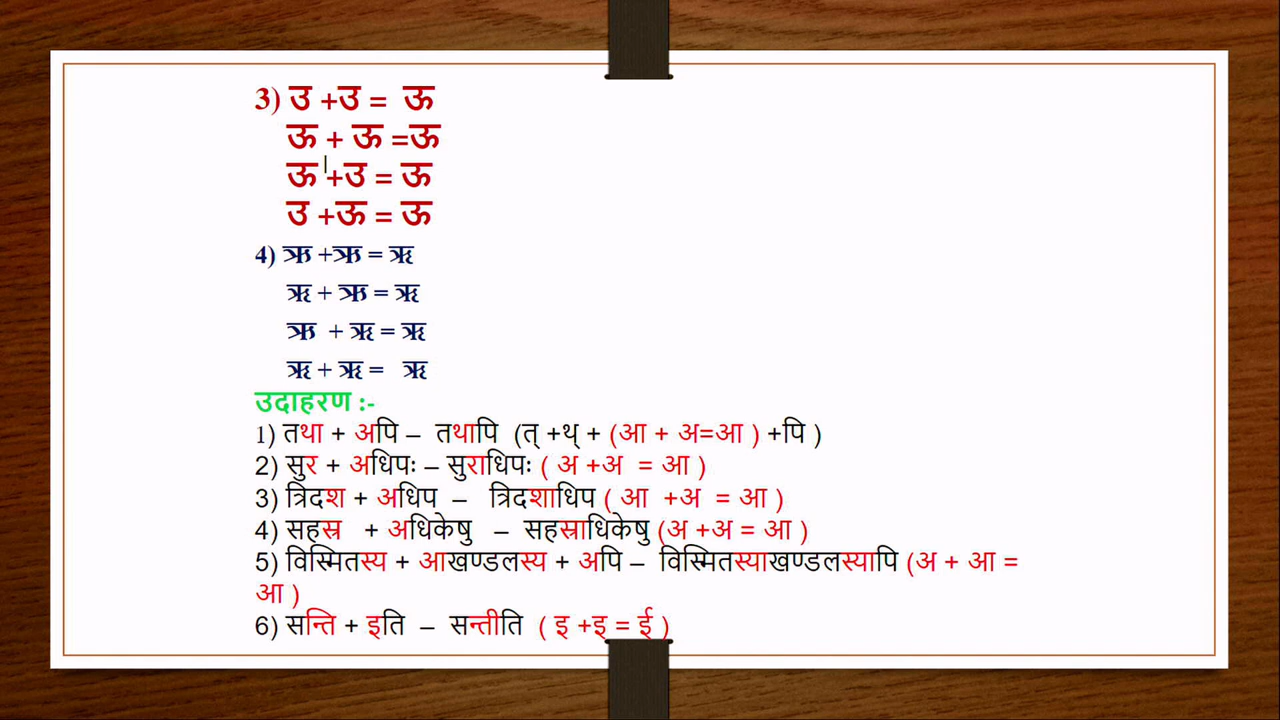 3) उ +उ = ऊ
ऊ + ऊ =ऊ
ऊ +उ = ऊ
उ +ऊ = ऊ
4) ऋ +ऋ = ॠ
ॠ + ऋ = ॠ
ऋ + ॠ = ॠ
ॠ + ॠ = ॠ
उदाहरण :-
1) तथा + अपि – तथापि (त् +थ् + (आ + अ=आ ) +पि )
2) सुर + अधिपः – सुराधिपः ( अ +अ = आ )
3) त्रिदश + अधिप – त्रिदशाधिप ( आ +अ = आ )
4) सहस्र + अधिकेषु – सहस्राधिकेषु (अ +अ = आ )
5) विस्मितस्य + आखण्डलस्य + अपि – विस्मितस्याखण्डलस्यापि (अ + आ =
आ )
6) सन्ति + इति – सन्तीति ( इ +इ = ई )